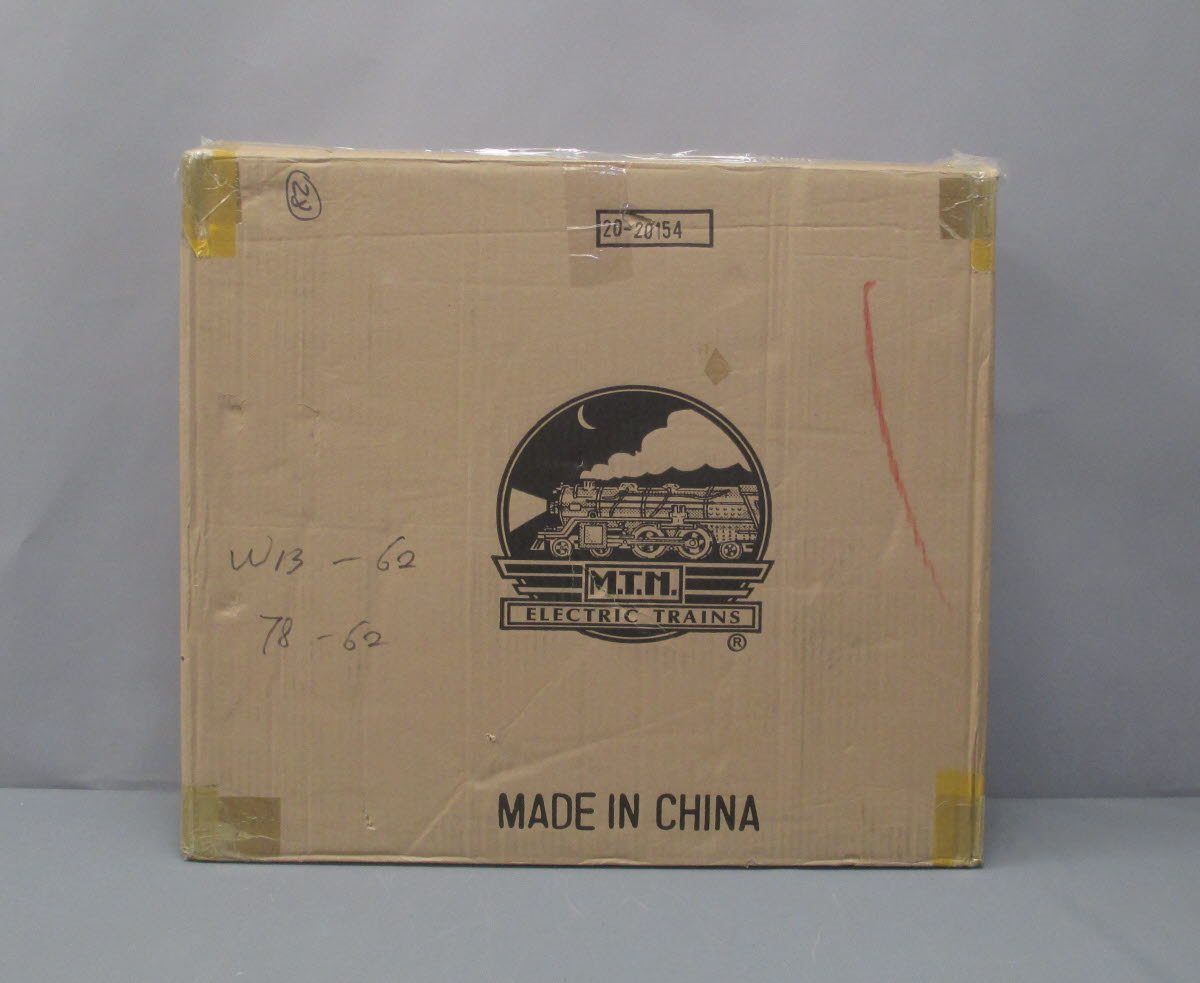 20-20154
M.T.H.
ELECTRIC TRAINS
®
W13 - 62
78 - 62
MADE IN CHINA